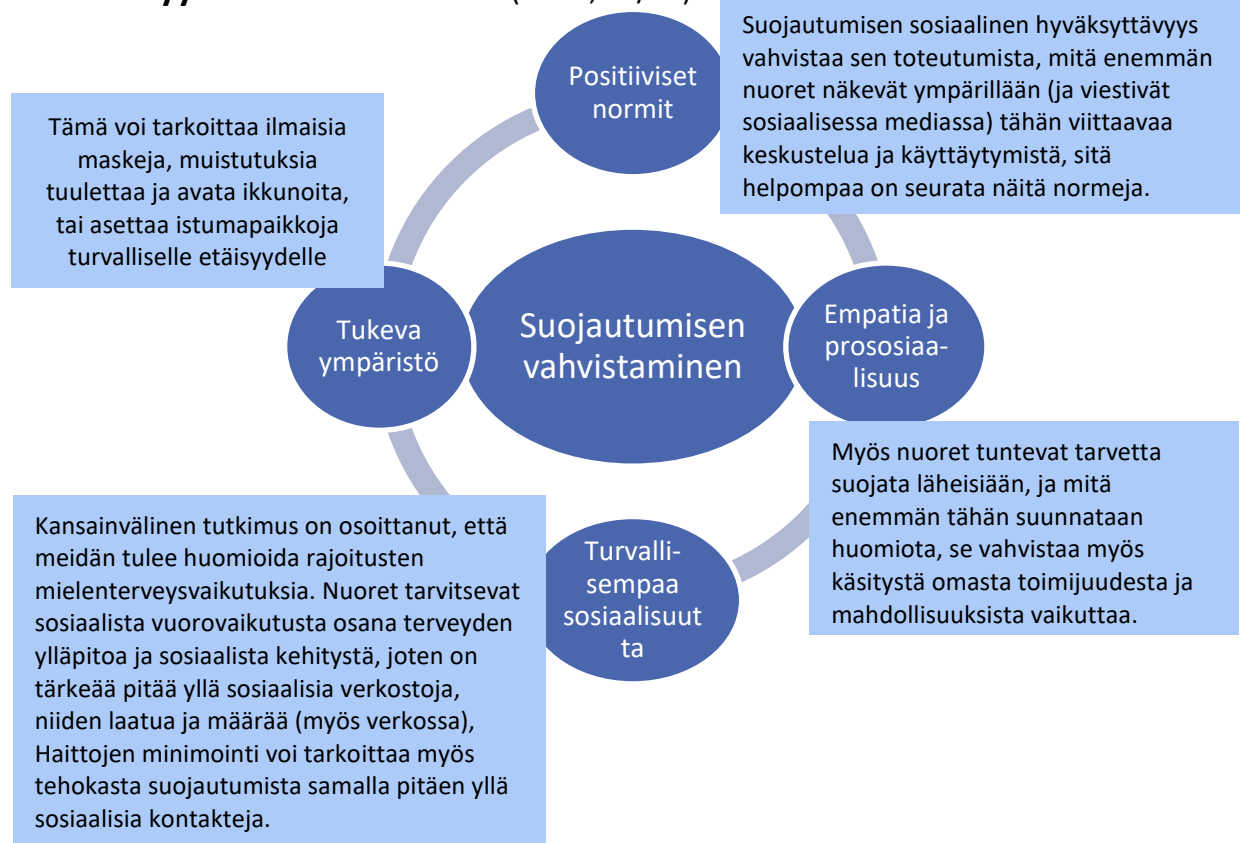 Suojautumisen sosiaalinen hyväksyttävyys
vahvistaa sen toteutumista, mitä enemmän
nuoret näkevät ympärillään (ja viestivät
sosiaalisessa mediassa) tähän viittaavaa
keskustelua ja käyttäytymistä, sitä
helpompaa on seurata näitä normeja.
Positiiviset
normit
Tämä voi tarkoittaa ilmaisia
maskeja, muistutuksia
tuulettaa ja avata ikkunoita,
tai asettaa istumapaikkoja
turvalliselle etäisyydelle
Tukeva
ympäristö
Suojautumisen
vahvistaminen
Empatia ja
prososiaa-
lisuus
Myös nuoret tuntevat tarvetta
suojata läheisiään, ja mitä
enemmän tähän suunnataan
huomiota, se vahvistaa myös
käsitystä omasta toimijuudesta ja
mahdollisuuksista vaikuttaa.
Kansainvälinen tutkimus on osoittanut, että
meidän tulee huomioida rajoitusten
mielenterveysvaikutuksia. Nuoret tarvitsevat
sosiaalista vuorovaikutusta osana terveyden
ylläpitoa ja sosiaalista kehitystä, joten on
tärkeää pitää yllä sosiaalisia verkostoja,
niiden laatua ja määrää (myös verkossa),
Haittojen minimointi voi tarkoittaa myös
tehokasta suojautumista samalla pitäen yllä
sosiaalisia kontakteja.
Turvalli-
sempaa
sosiaalisuut
ta